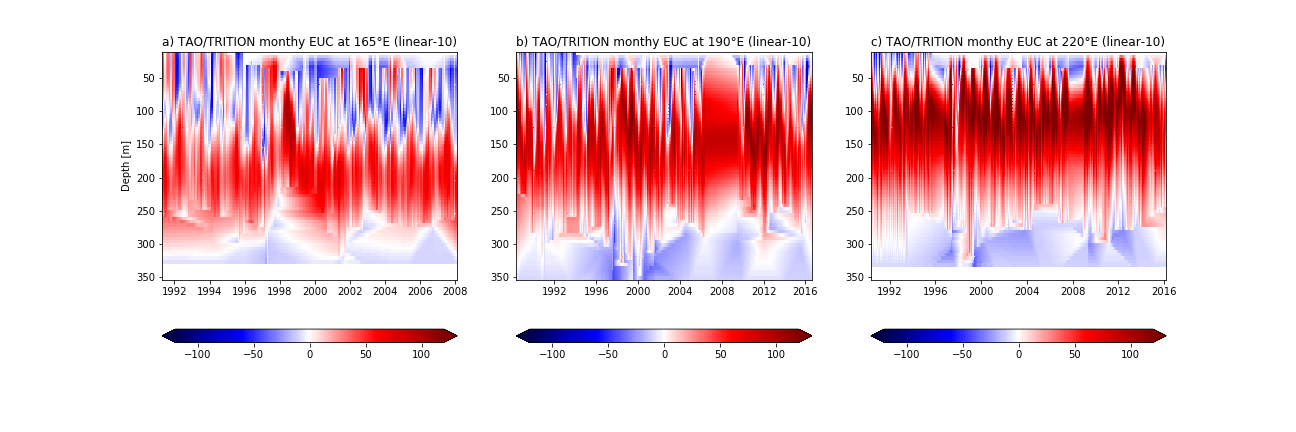 a) TAO/TRITION monthy EUC at 165°E (linear-10)
b) TAO/TRITION monthy EUC at 190°E (linear-10)
c) TAO/TRITION monthy EUC at 220°E (linear-10)
Depth [m]
50
100
150
200
250
300
350
1992 1994 1996 1998 2000 2002 2004 2006 2008
50
100
150
200
250
300
350
1992 1996 2000 2004 2008 2012 2016
50
100
150
200
250
300
350
1992 1996 2000 2004 2008 2012 2016
−100 −50 0 50 100
−100 −50 0 50 100
−100 −50 0 50 100